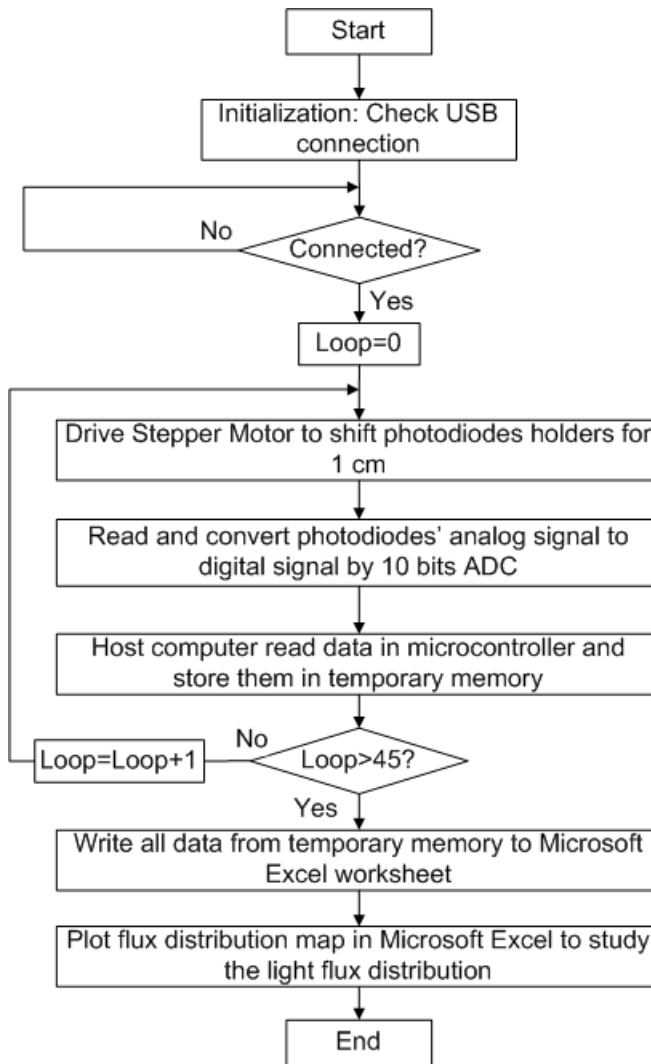 Start
Initialization: Check USB
connection
No
Connected?
Yes
Loop=0
Drive Stepper Motor to shift photodiodes holders for
1 cm
Read and convert photodiodes’ analog signal to
digital signal by 10 bits ADC
Host computer read data in microcontroller and
store them in temporary memory
No
Loop=Loop+1
Loop>45?
Yes
Write all data from temporary memory to Microsoft
Excel worksheet
Plot flux distribution map in Microsoft Excel to study
the light flux distribution
End